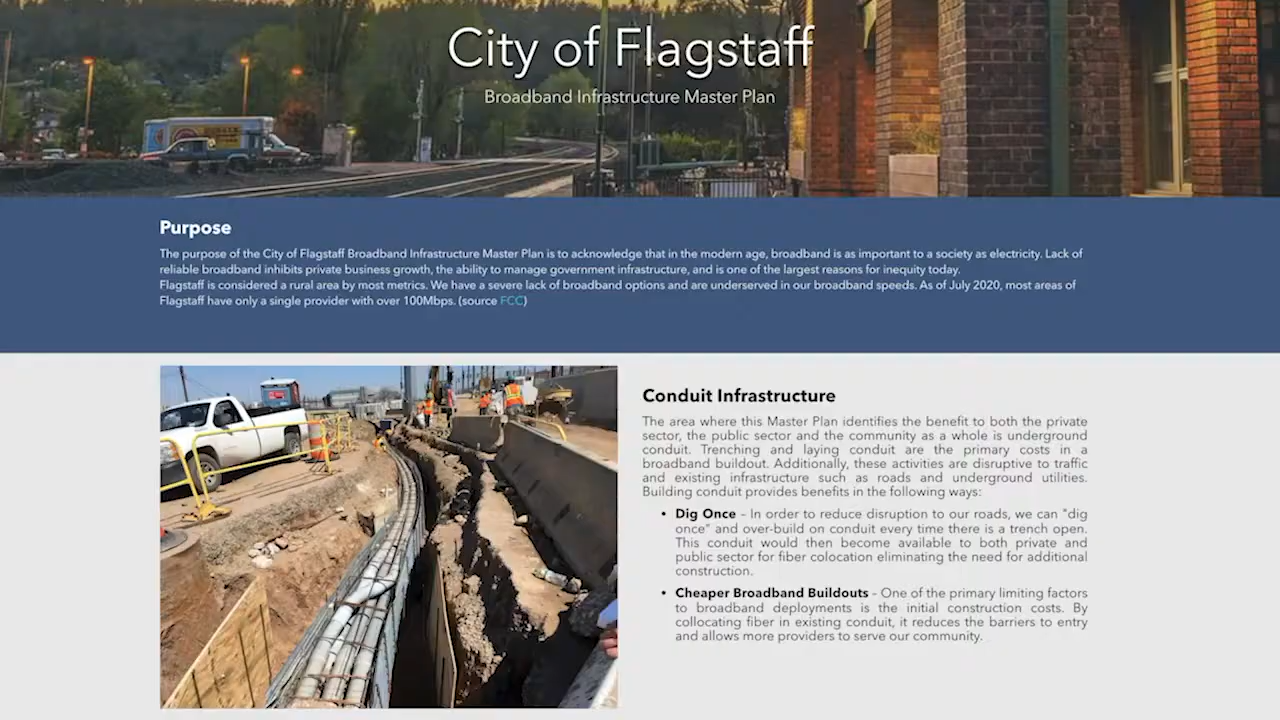 City of Flagstaff
Broadband Infrastructure Master Plan
Purpose
The purpose of the City of Flagstaff Broadband Infrastructure Master Plan is to acknowledge that in the modern age, broadband is as important to a society as electricity. Lack of
reliable broadband inhibits private business growth, the ability to manage government infrastructure, and is one of the largest reasons for inequity today.
Flagstaff is considered a rural area by most metrics. We have a severe lack of broadband options and are underserved in our broadband speeds. As of July 2020, most areas of
Flagstaff have only a single provider with over 100Mbps. (source FCC)
Conduit Infrastructure
The area where this Master Plan identifies the benefit to both the private
sector, the public sector and the community as a whole is underground
conduit. Trenching and laying conduit are the primary costs in a
broadband buildout. Additionally, these activities are disruptive to traffic
and existing infrastructure such as roads and underground utilities.
Building conduit provides benefits in the following ways:
• Dig Once – In order to reduce disruption to our roads, we can "dig
once" and over-build on conduit every time there is a trench open.
This conduit would then become available to both private and
public sector for fiber colocation eliminating the need for additional
construction.
• Cheaper Broadband Buildouts – One of the primary limiting factors
to broadband deployments is the initial construction costs. By
collocating fiber in existing conduit, it reduces the barriers to entry
and allows more providers to serve our community.